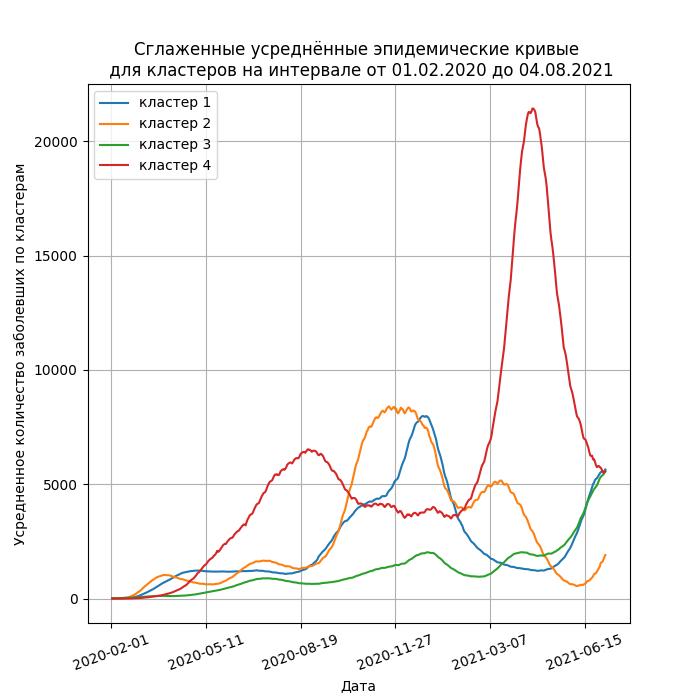 Сглаженные усреднённые эпидемические кривые
для кластеров на интервале от 01.02.2020 до 04.08.2021
кластер 1
кластер 2
кластер 3
кластер 4
Усредненное количество заболевших по кластерам
20000
15000
10000
5000
0
2020-02-01
2020-05-11
2020-08-19
2020-11-27
2021-03-07
2021-06-15
Дата